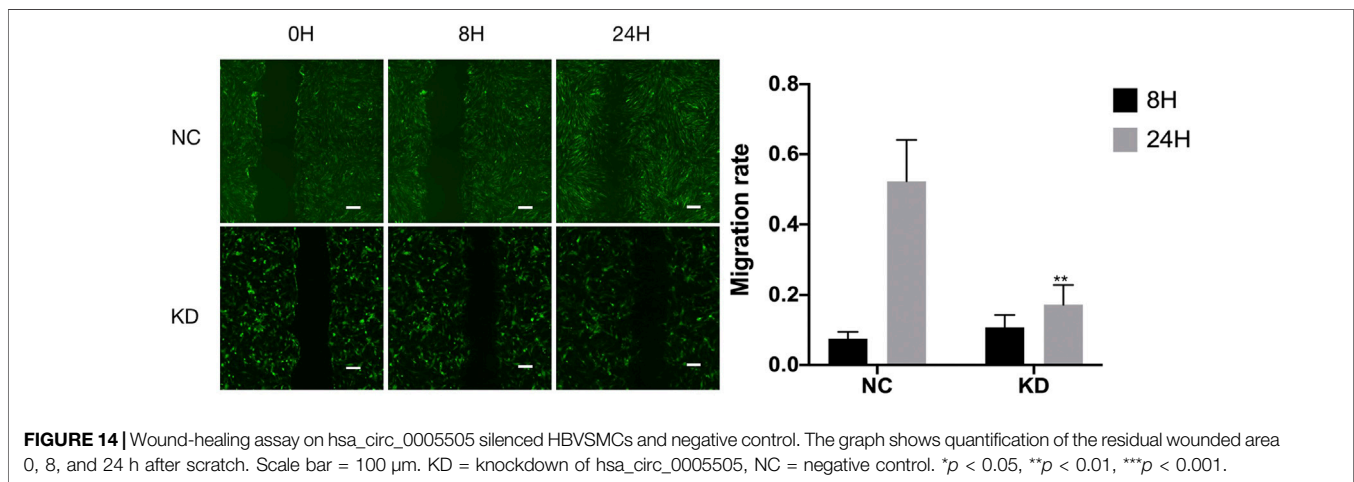 0H 8H 24H
NC
KD
Migration rate
0.8
0.6
0.4
0.2
0.0
**
NC KD
8H
24H
FIGURE 14 | Wound-healing assay on hsa_circ_0005505 silenced HBVSMCs and negative control. The graph shows quantification of the residual wounded area
0, 8, and 24 h after scratch. Scale bar = 100 µm. KD = knockdown of hsa_circ_0005505, NC = negative control. *p < 0.05, **p < 0.01, ***p < 0.001.